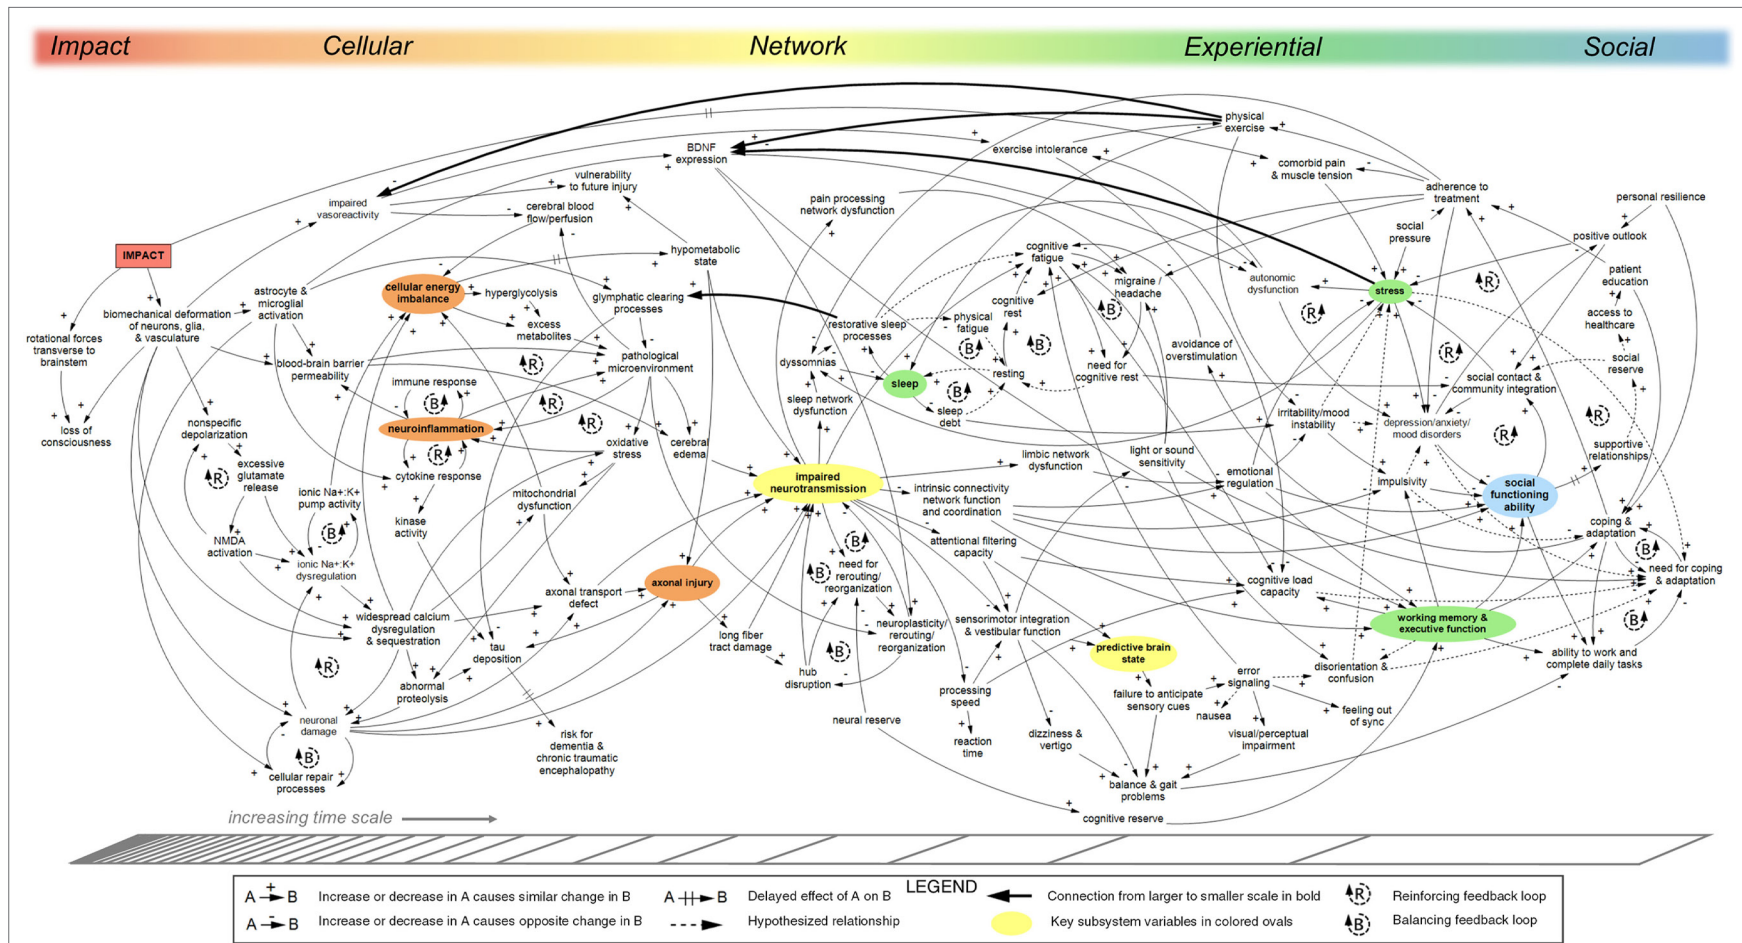 Impact
Cellular
Network
Experiential
Social
physical
exercise
BDNF
expression
exercise intolerance
comorbid pain
& muscle tension
vulnerability
to future injury
adherence to
treatment
personal resilience
impaired
vasoreactivity
cerebral blood
flow/perfusion
pain processing
network dysfunction
social
pressure
positive outlook
IMPACT
hypometabolic
state
cognitive
fatigue
autonomic
dysfunction
migraine /
headache
patient
education
stress
cellular energy
imbalance
hyperglycolysis
glymphatic clearing
processes
astrocyte &
microglial
activation
cognitive
rest
access to
healthcare
biomechanical deformation
of neurons, glia,
& vasculature
excess
metabolites
restorative sleep
processes
physical
fatigue
rotational forces
transverse to
brainstem
avoidance of
overstimulation
blood-brain barrier
permeability
pathological
microenvironment
dyssomnias
resting
need for
cognitive rest
social
reserve
immune response
sleep
social contact &
community integration
sleep network
dysfunction
sleep
debt
irritability/mood
instability
depression/anxiety/
mood disorders
loss of
consciousness
nonspecific
depolarization
neuroinflammation
oxidative
stress
cerebral
edema
supportive
relationships
limbic network
dysfunction
light or sound
sensitivity
excessive
glutamate
release
cytokine response
impaired
neurotransmission
emotional
regulation
impulsivity
social
functioning
ability
ionic Na+:K+
pump activity
mitochondrial
dysfunction
intrinsic connectivity
network function
and coordination
kinase
activity
coping &
adaptation
NMDA
activation
attentional filtering
capacity
ionic Na+:K+
dysregulation
need for
rerouting/
reorganization
need for coping
& adaptation
axonal injury
axonal transport
defect
cognitive load
capacity
widespread calcium
dysregulation
& sequestration
neuroplasticity/
rerouting/
reorganization
sensorimotor integration
& vestibular function
working memory &
executive function
long fiber
tract damage
tau
deposition
predictive brain
state
ability to work and
complete daily tasks
disorientation &
confusion
hub
disruption
abnormal
proteolysis
processing
speed
failure to anticipate
sensory cues
error
signaling
neuronal
damage
neural reserve
nausea
feeling out
of sync
risk for
dementia &
chronic traumatic
encephalopathy
reaction
time
dizziness &
vertigo
visual/perceptual
impairment
cellular repair
processes
balance & gait
problems
cognitive reserve
increasing time scale
LEGEND
A + B Increase or decrease in A causes similar change in B
A - B Increase or decrease in A causes opposite change in B
A B Delayed effect of A on B
Hypothesized relationship
Connection from larger to smaller scale in bold
Key subsystem variables in colored ovals
R Reinforcing feedback loop
B Balancing feedback loop